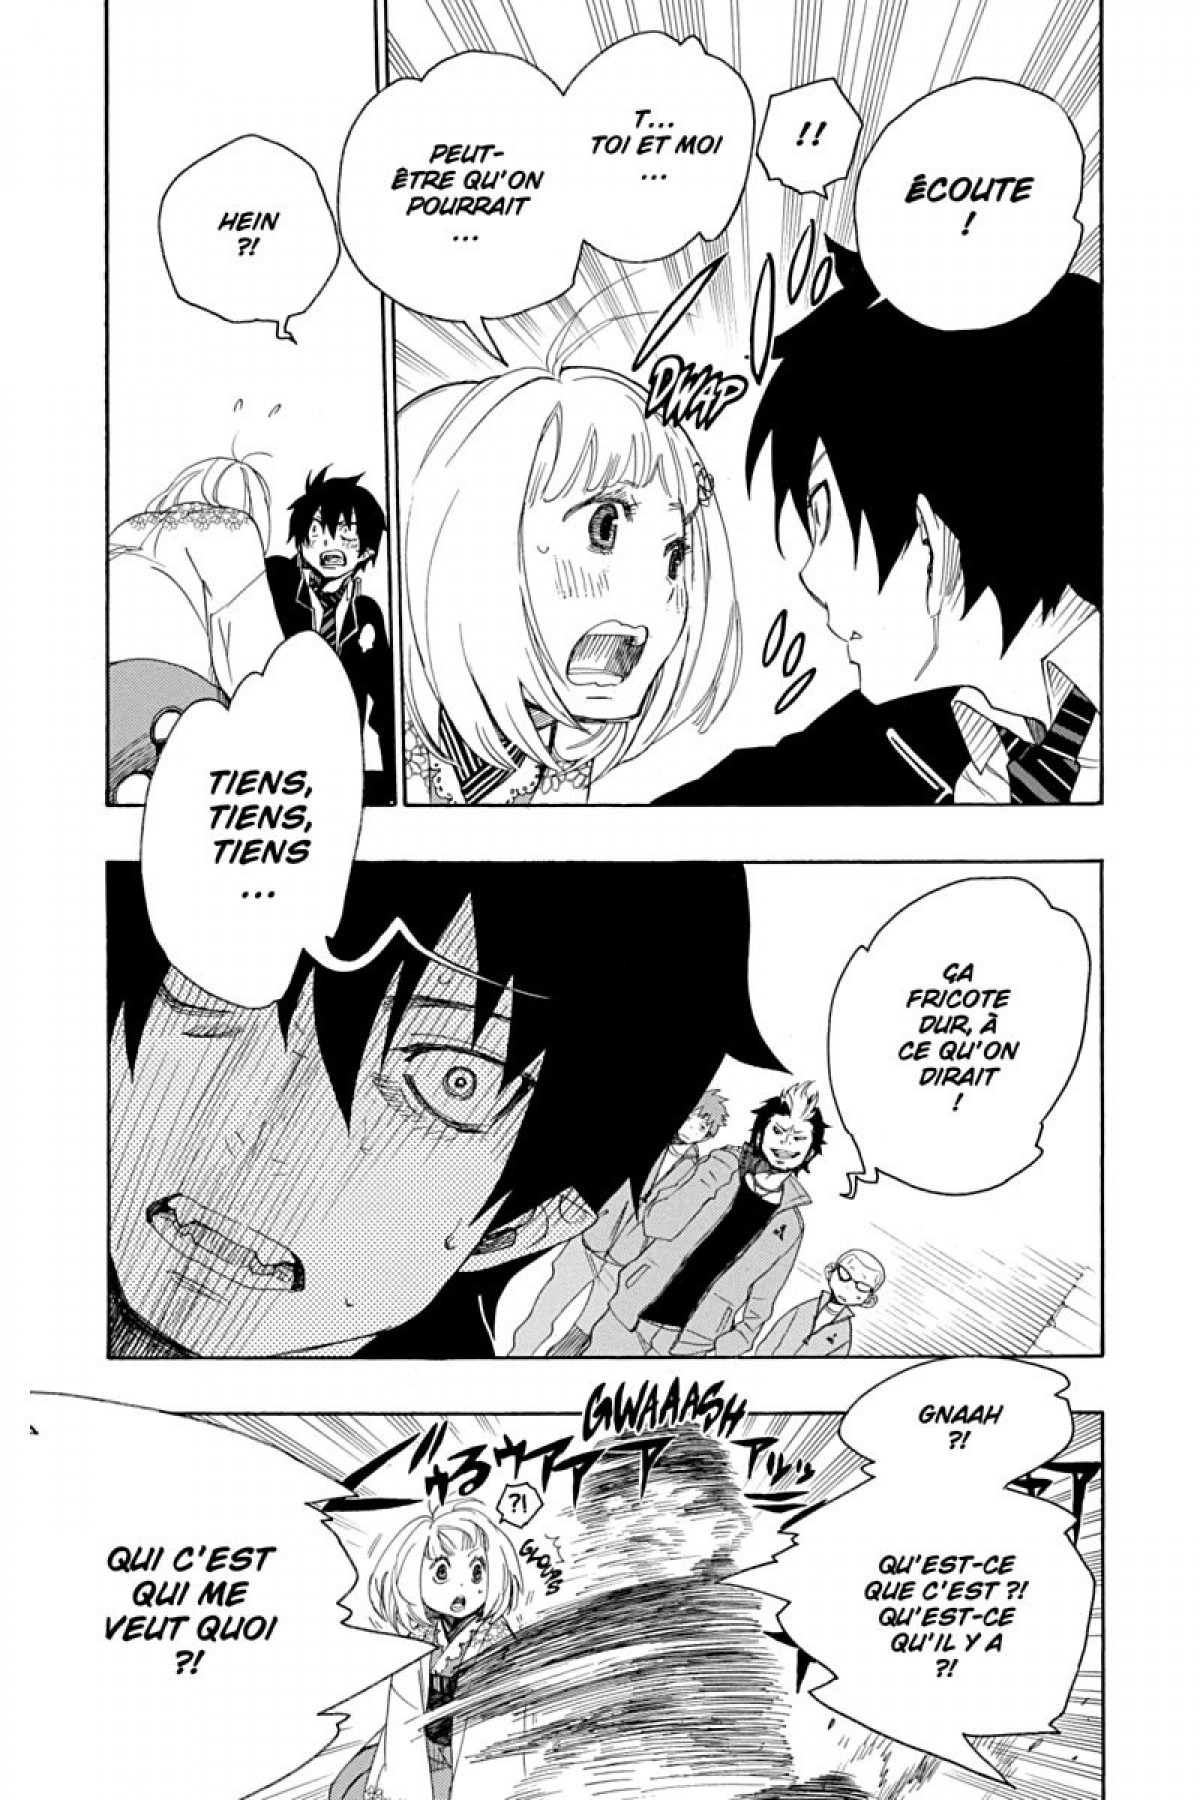 ÉCOUTE
!
!!
T...
TOI ET MOI
...
PEUT-
ÊTRE QU'ON
POURRAIT
...
DWAP
HEIN
?!
TIENS,
TIENS,
TIENS
...
ÇA
FRICOTE
DUR, À
CE QU'ON
DIRAIT
!
GNAAH
?!
QU'EST-CE
QUE C'EST ?!
QU'EST-CE
QU'IL Y A
?!
GWAAASH
?!
GLOUPS
QUI C'EST
QUI ME
VEUT QUOI
?!